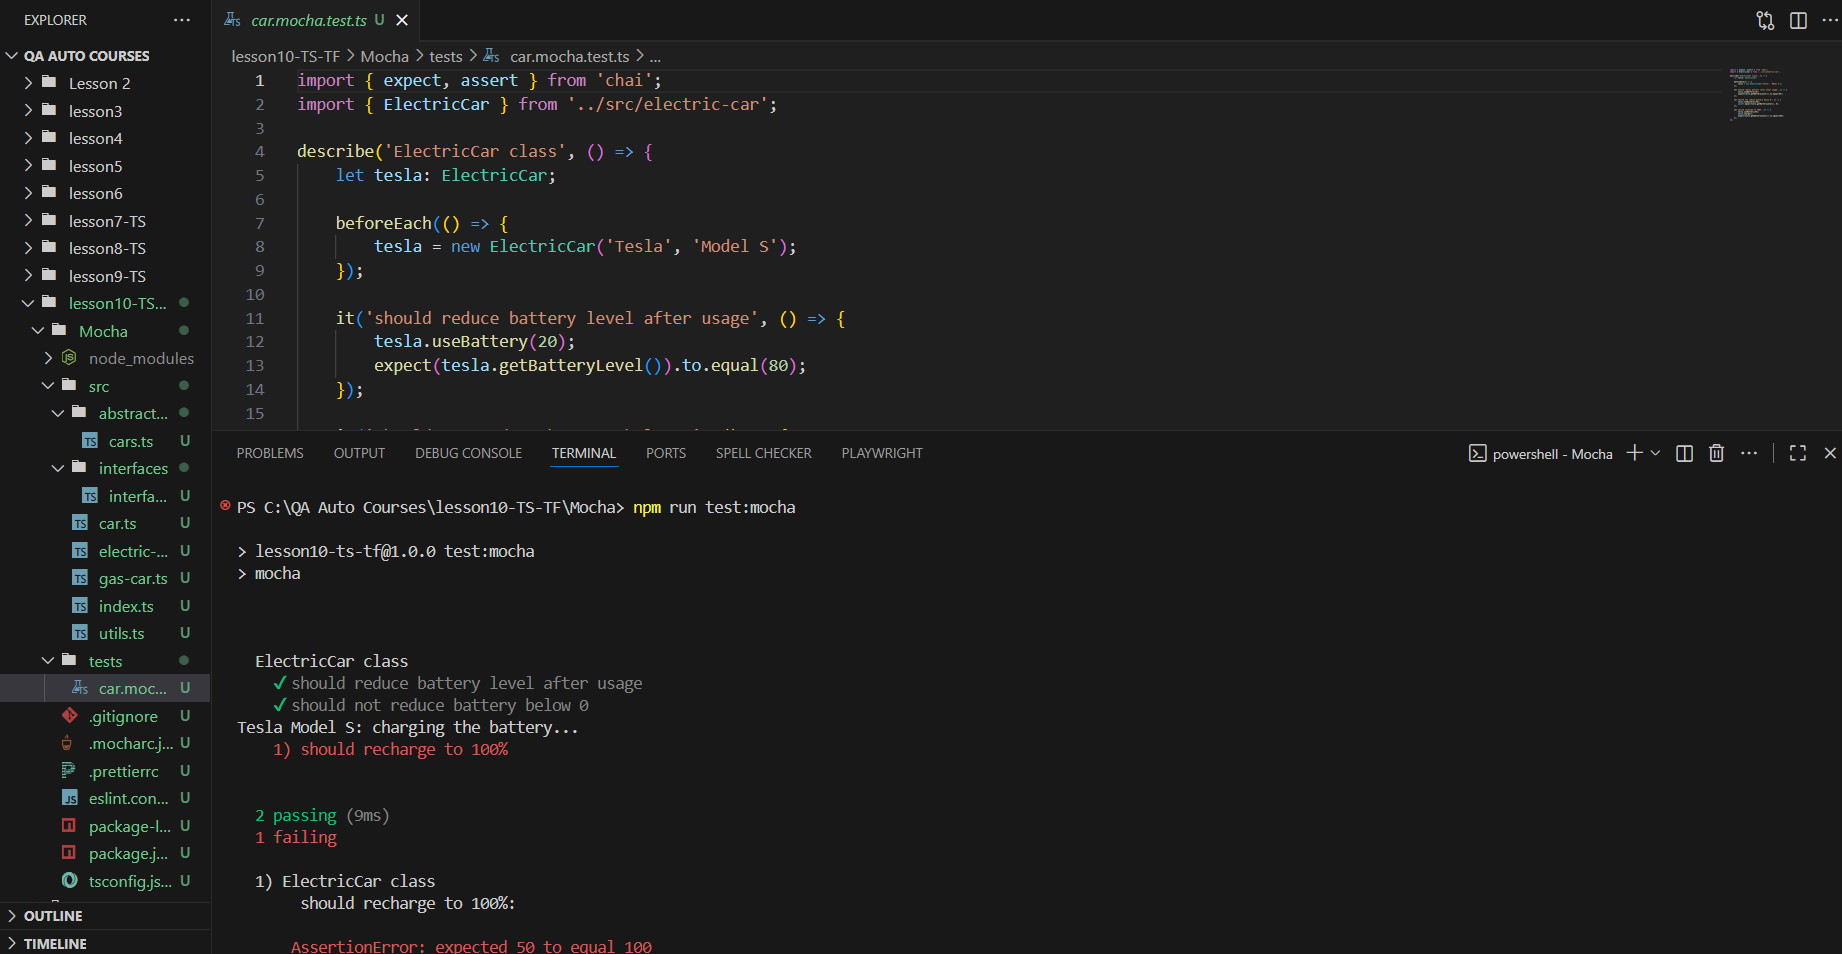 EXPLORER
QA AUTO COURSES
Lesson 2
lesson3
lesson4
lesson5
lesson6
lesson7-TS
lesson8-TS
lesson9-TS
lesson10-TS...
Mocha
node_modules
src
abstract...
cars.ts U
interfaces
interfa... U
car.ts U
electric-... U
gas-car.ts U
index.ts U
utils.ts U
tests
car.moc... U
.gitignore U
.mocharc.j... U
.prettierrc U
eslint.con... U
package-l... U
package.j... U
tsconfig.js... U
OUTLINE
TIMELINE
car.mocha.test.ts U
lesson10-TS-TF > Mocha > tests > car.mocha.test.ts > ...
1 import { expect, assert } from 'chai';
2 import { ElectricCar } from '../src/electric-car';
3
4 describe('ElectricCar class', () => {
5 let tesla: ElectricCar;
6
7 beforeEach(() => {
8 tesla = new ElectricCar('Tesla', 'Model S');
9 });
10
11 it('should reduce battery level after usage', () => {
12 tesla.useBattery(20);
13 expect(tesla.getBatteryLevel()).to.equal(80);
14 });
15
PROBLEMS OUTPUT DEBUG CONSOLE TERMINAL PORTS SPELL CHECKER PLAYWRIGHT
powershell - Mocha
PS C:\QA Auto Courses\lesson10-TS-TF\Mocha> npm run test:mocha
> lesson10-ts-tf@1.0.0 test:mocha
> mocha
ElectricCar class
✓ should reduce battery level after usage
✓ should not reduce battery below 0
Tesla Model S: charging the battery...
1) should recharge to 100%
2 passing (9ms)
1 failing
1) ElectricCar class
should recharge to 100%:
AssertionError: expected 50 to equal 100